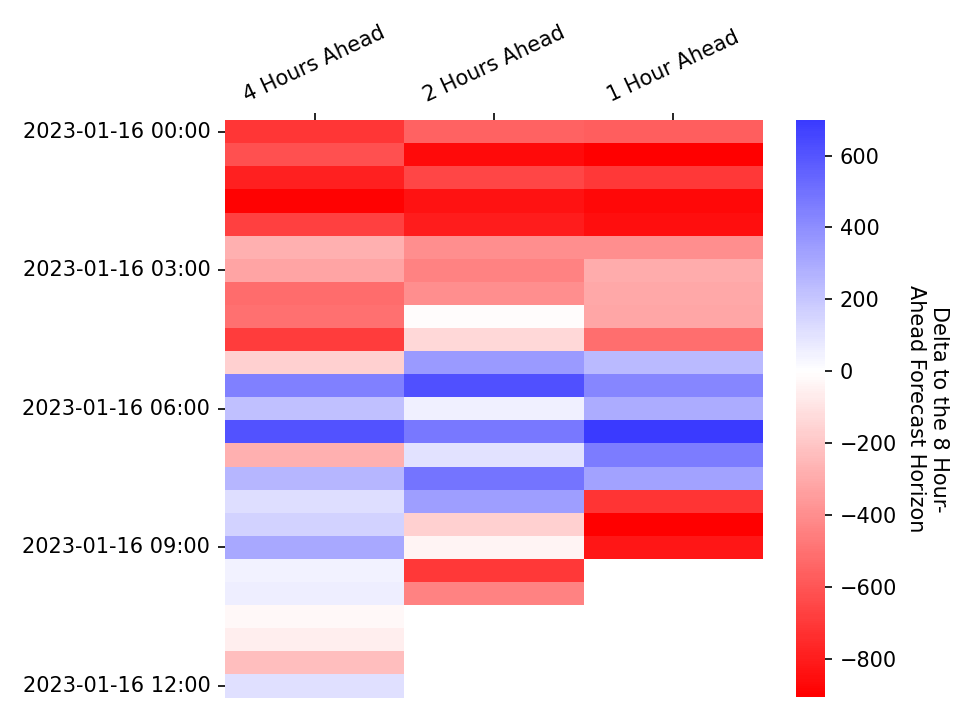 4 Hours Ahead
2 Hours Ahead
1 Hour Ahead
2023-01-16 00:00
2023-01-16 03:00
2023-01-16 06:00
2023-01-16 09:00
2023-01-16 12:00
600
400
200
0
−200
−400
−600
−800
Delta to the 8 Hour-
Ahead Forecast Horizon